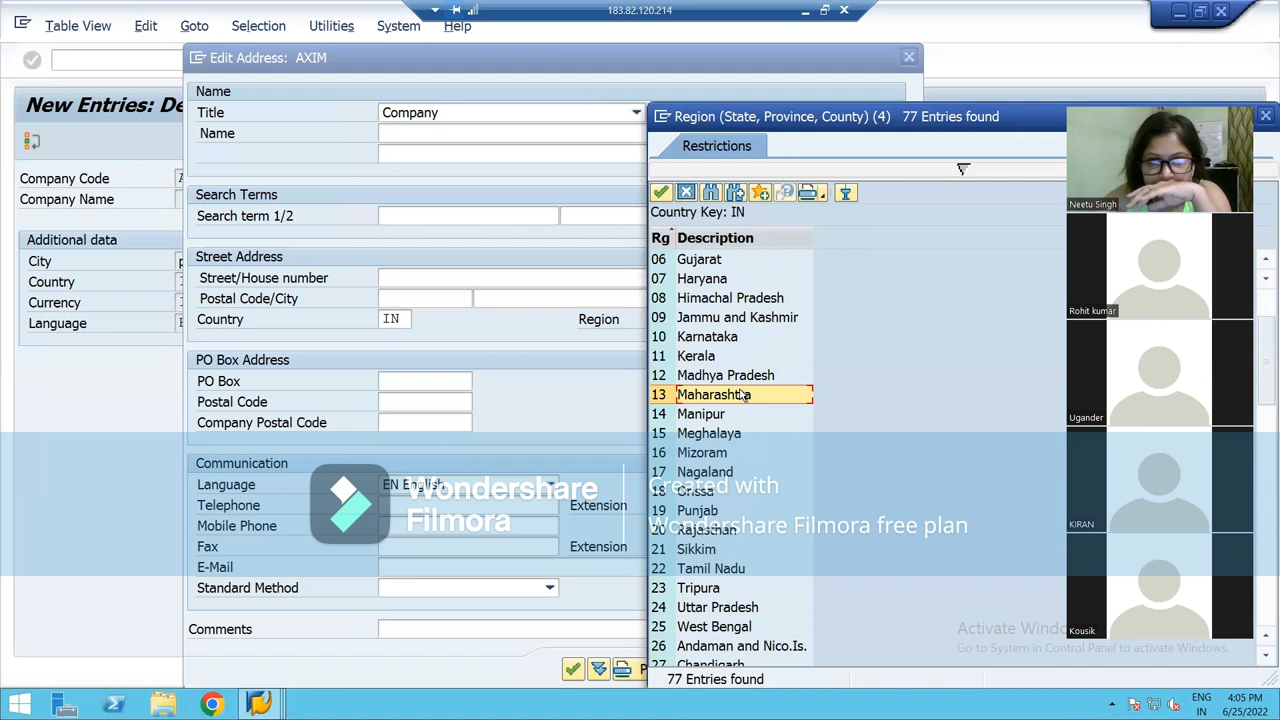 183.82.120.214
Table View Edit Goto Selection Utilities System Help
Edit Address: AXIM
New Entries: De
Company Code
Company Name
Additional data
City
Country
Currency
Language
Name
Title Company
Name
Search Terms
Search term 1/2
Street Address
Street/House number
Postal Code/City
Country IN Region
PO Box Address
PO Box
Postal Code
Company Postal Code
Communication
Language EN English
Telephone Extension
Mobile Phone
Fax Extension
E-Mail
Standard Method
Comments
Region (State, Province, County) (4) 77 Entries found
Restrictions
Country Key: IN
Rg Description
06 Gujarat
07 Haryana
08 Himachal Pradesh
09 Jammu and Kashmir
10 Karnataka
11 Kerala
12 Madhya Pradesh
13 Maharashtra
14 Manipur
15 Meghalaya
16 Mizoram
17 Nagaland
18 Orissa
19 Punjab
20 Rajasthan
21 Sikkim
22 Tamil Nadu
23 Tripura
24 Uttar Pradesh
25 West Bengal
26 Andaman and Nico.Is.
27 Chandigarh
77 Entries found
Neetu Singh
Rohit kumar
Ugander
KIRAN
Kousik
Wondershare
Filmora
Created with
Wondershare Filmora free plan
Activate Windows
Go to System in Control Panel to activate Windows.
ENG
IN
4:05 PM
6/25/2022